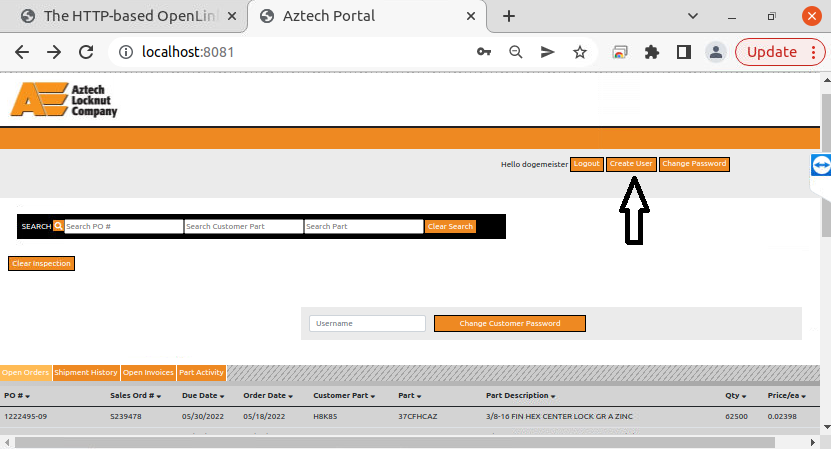 The HTTP-based OpenLin
Aztech Portal
localhost:8081
Update
Aztech
Locknut
Company
Hello dogemeister Logout Create User Change Password
SEARCH Search PO # Search Customer Part Search Part Clear Search
Clear Inspection
Username Change Customer Password
Open Orders Shipment History Open Invoices Part Activity
PO # Sales Ord # Due Date Order Date Customer Part Part Part Description Qty Price/ea
1222495-09 S239478 05/30/2022 05/18/2022 H8K85 37CFHCAZ 3/8-16 FIN HEX CENTER LOCK GR A ZINC 62500 0.02398